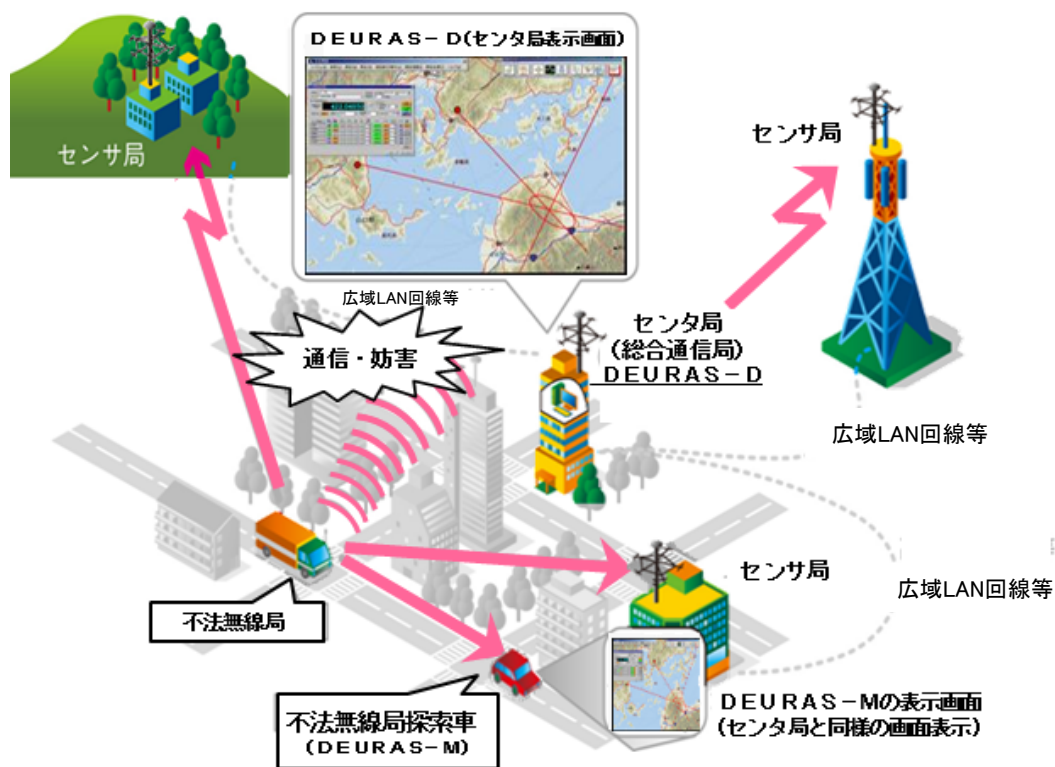 DEURAS－D(センタ局表示画面)
センサ局
センサ局
広域LAN回線等
通信・妨害
センタ局
(総合通信局)
DEURAS－D
広域LAN回線等
センサ局
広域LAN回線等
不法無線局
不法無線局探索車
(DEURAS－M)
DEURAS－Mの表示画面
(センタ局と同様の画面表示)